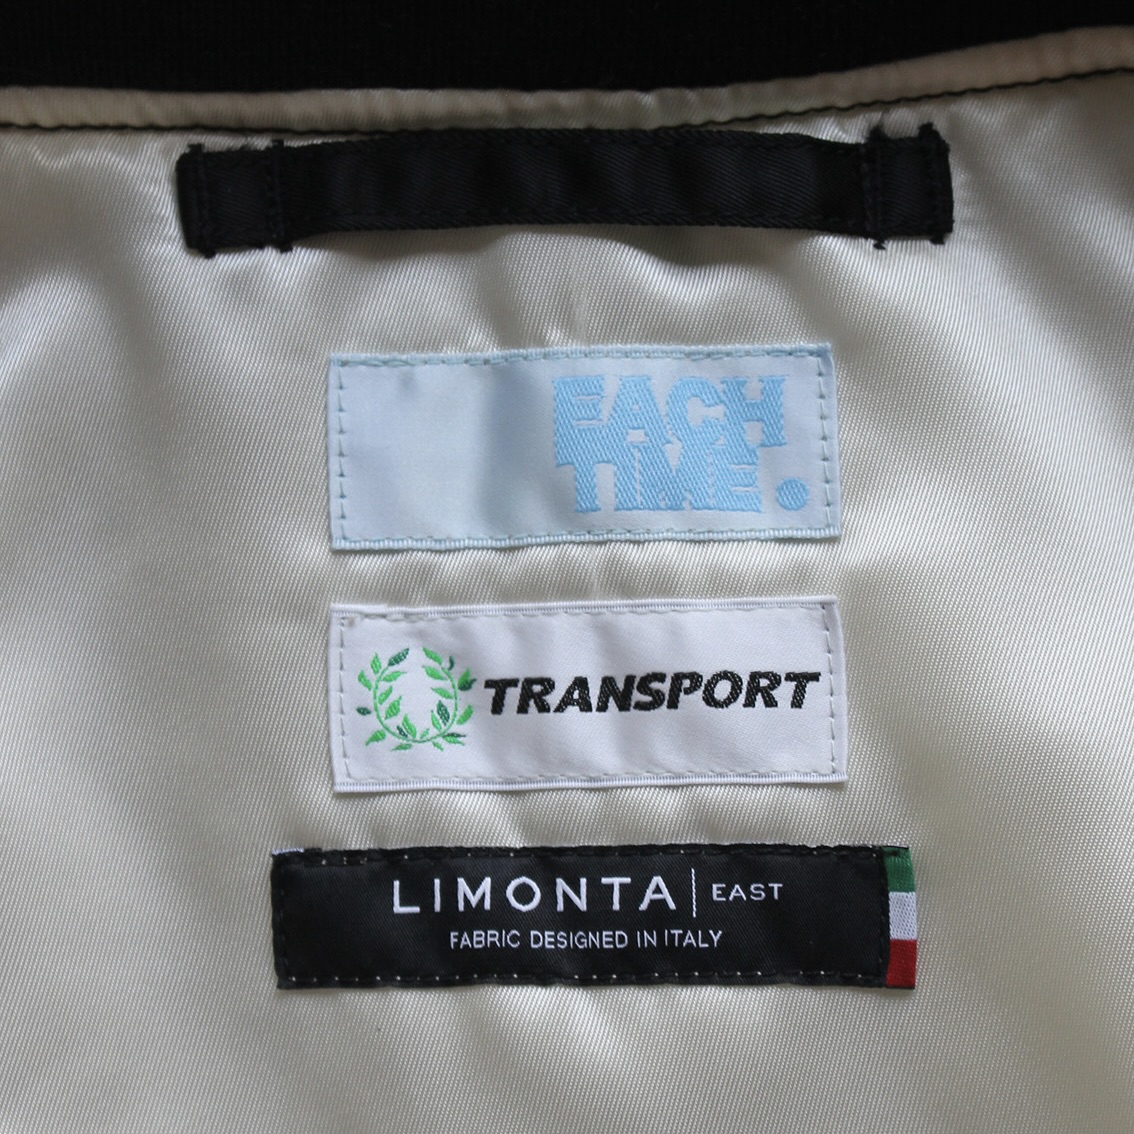 EACH
TIME.
TRANSPORT
LIMONTA | EAST
FABRIC DESIGNED IN ITALY